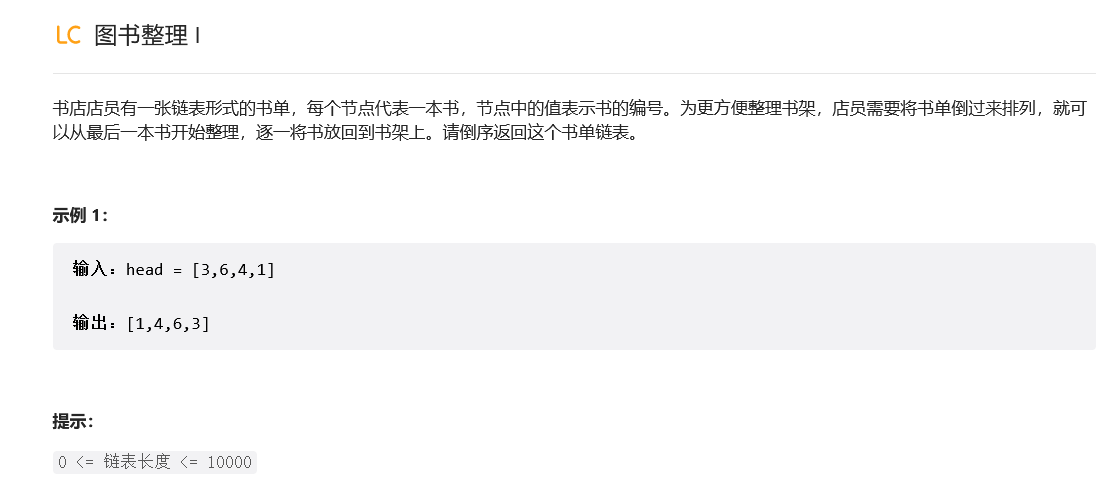 LC 图书整理 I
书店店员有一张链表形式的书单，每个节点代表一本书，节点中的值表示书的编号。为更方便整理书架，店员需要将书单倒过来排列，就可
以从最后一本书开始整理，逐一将书放回到书架上。请倒序返回这个书单链表。
示例 1：
输入：head = [3,6,4,1]
输出：[1,4,6,3]
提示：
0 <= 链表长度 <= 10000